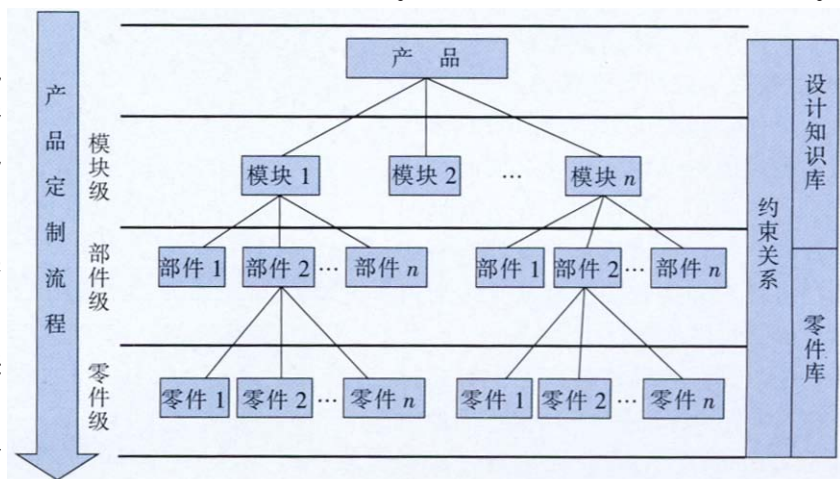 产品定制流程
产 品
模块级
模块 1
模块 2
…
模块 n
部件级
部件 1
部件 2
…
部件 n
部件 1
部件 2
…
部件 n
零件级
零件 1
零件 2
…
零件 n
零件 1
零件 2
…
零件 n
约束关系
设计知识库
零件库